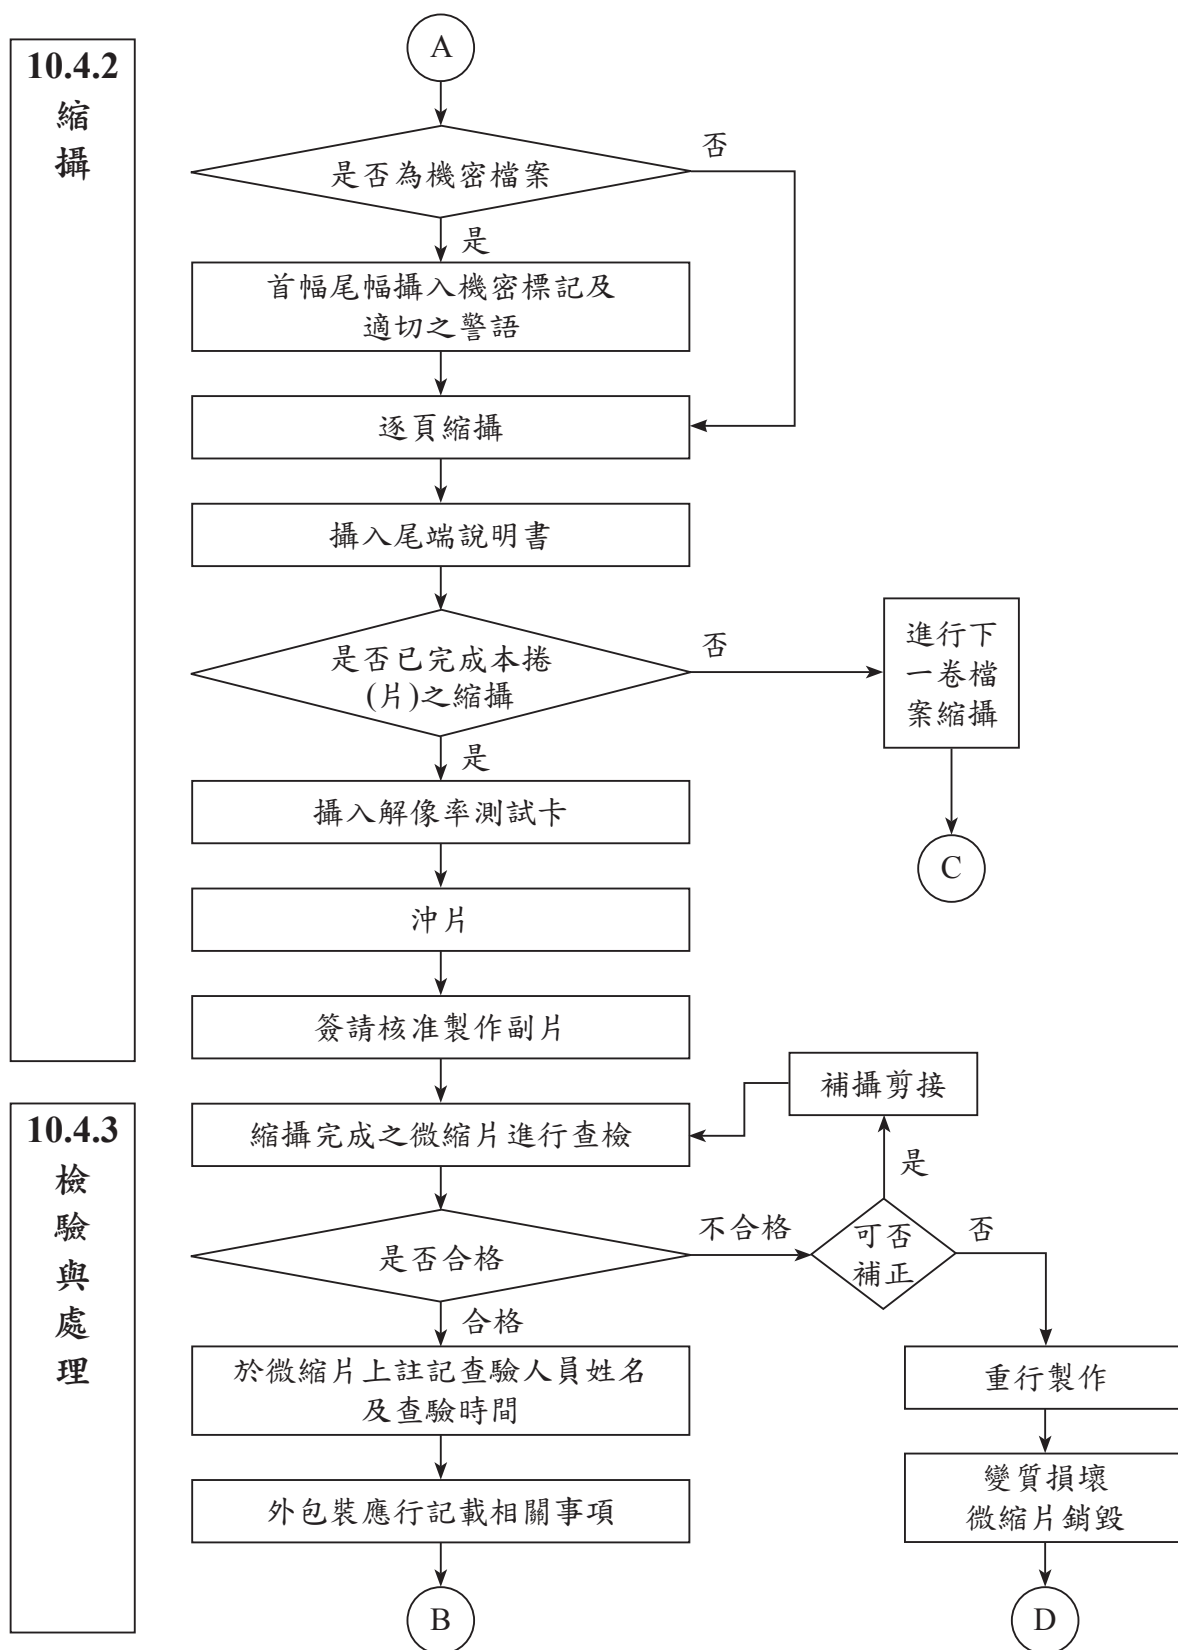 10.4.2
縮
攝
A
是否為機密檔案
否
是
首幅尾幅攝入機密標記及
適切之警語
逐頁縮攝
攝入尾端說明書
是否已完成本捲
(片)之縮攝
否
進行下
一卷檔
案縮攝
是
C
攝入解像率測試卡
沖片
簽請核准製作副片
10.4.3
檢
驗
與
處
理
縮攝完成之微縮片進行查檢
補攝剪接
是
是否合格
不合格
可否
補正
否
合格
於微縮片上註記查驗人員姓名
及查驗時間
重行製作
外包裝應行記載相關事項
變質損壞
微縮片銷毀
B
D